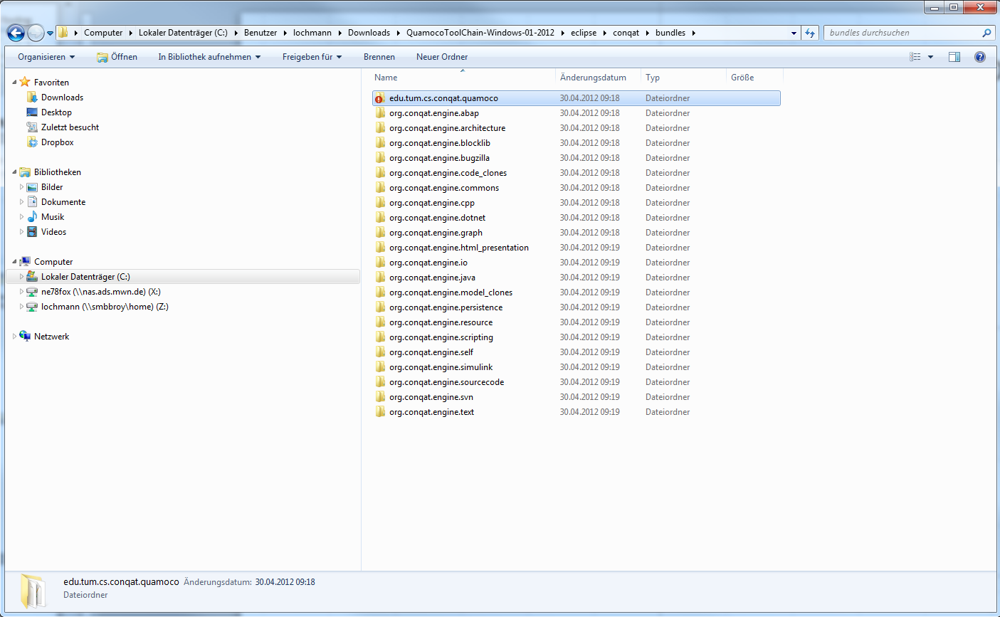 Computer Lokaler Datenträger (C:) Benutzer lochmann Downloads QuamocoToolChain-Windows-01-2012 eclipse conqat bundles
bundles durchsuchen
Organisieren Öffnen In Bibliothek aufnehmen Freigeben für Brennen Neuer Ordner
Favoriten
Downloads
Desktop
Zuletzt besucht
Dropbox
Bibliotheken
Bilder
Dokumente
Musik
Videos
Computer
Lokaler Datenträger (C:)
ne78fox (\\nas.ads.mwn.de) (X:)
lochmann (\\smbbroy\home) (Z:)
Netzwerk
Name Änderungsdatum Typ Größe
edu.tum.cs.conqat.quamoco 30.04.2012 09:18 Dateiordner
org.conqat.engine.abap 30.04.2012 09:18 Dateiordner
org.conqat.engine.architecture 30.04.2012 09:18 Dateiordner
org.conqat.engine.blocklib 30.04.2012 09:18 Dateiordner
org.conqat.engine.bugzilla 30.04.2012 09:18 Dateiordner
org.conqat.engine.code_clones 30.04.2012 09:18 Dateiordner
org.conqat.engine.commons 30.04.2012 09:18 Dateiordner
org.conqat.engine.cpp 30.04.2012 09:18 Dateiordner
org.conqat.engine.dotnet 30.04.2012 09:18 Dateiordner
org.conqat.engine.graph 30.04.2012 09:18 Dateiordner
org.conqat.engine.html_presentation 30.04.2012 09:19 Dateiordner
org.conqat.engine.io 30.04.2012 09:19 Dateiordner
org.conqat.engine.java 30.04.2012 09:19 Dateiordner
org.conqat.engine.model_clones 30.04.2012 09:19 Dateiordner
org.conqat.engine.persistence 30.04.2012 09:19 Dateiordner
org.conqat.engine.resource 30.04.2012 09:19 Dateiordner
org.conqat.engine.scripting 30.04.2012 09:19 Dateiordner
org.conqat.engine.self 30.04.2012 09:19 Dateiordner
org.conqat.engine.simulink 30.04.2012 09:19 Dateiordner
org.conqat.engine.sourcecode 30.04.2012 09:19 Dateiordner
org.conqat.engine.svn 30.04.2012 09:19 Dateiordner
org.conqat.engine.text 30.04.2012 09:19 Dateiordner
edu.tum.cs.conqat.quamoco Änderungsdatum: 30.04.2012 09:18
Dateiordner